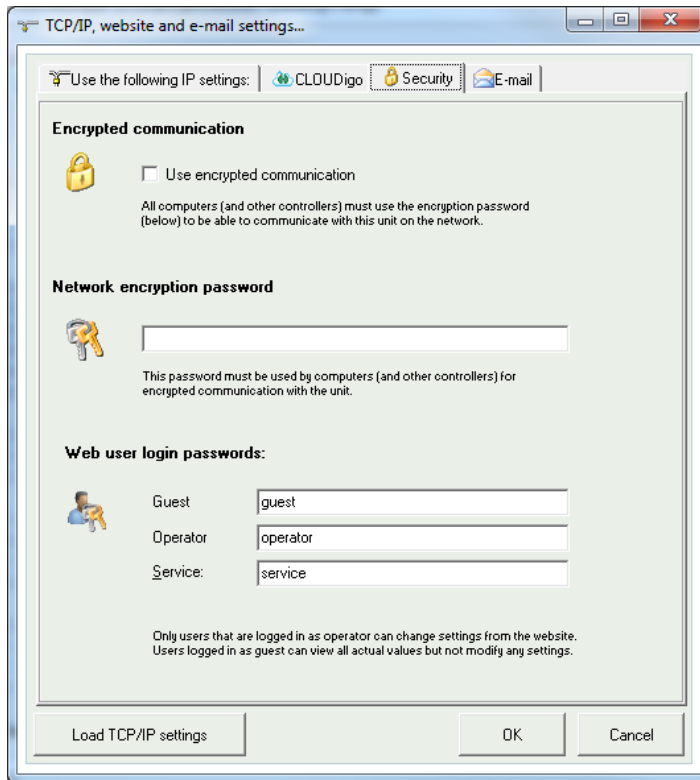 TCP/IP, website and e-mail settings...
Use the following IP settings:
CLOUDigo
Security
E-mail
Encrypted communication
Use encrypted communication
All computers (and other controllers) must use the encryption password
(below) to be able to communicate with this unit on the network.
Network encryption password
This password must be used by computers (and other controllers) for
encrypted communication with the unit.
Web user login passwords:
Guest guest
Operator operator
Service: service
Only users that are logged in as operator can change settings from the website.
Users logged in as guest can view all actual values but not modify any settings.
Load TCP/IP settings OK Cancel